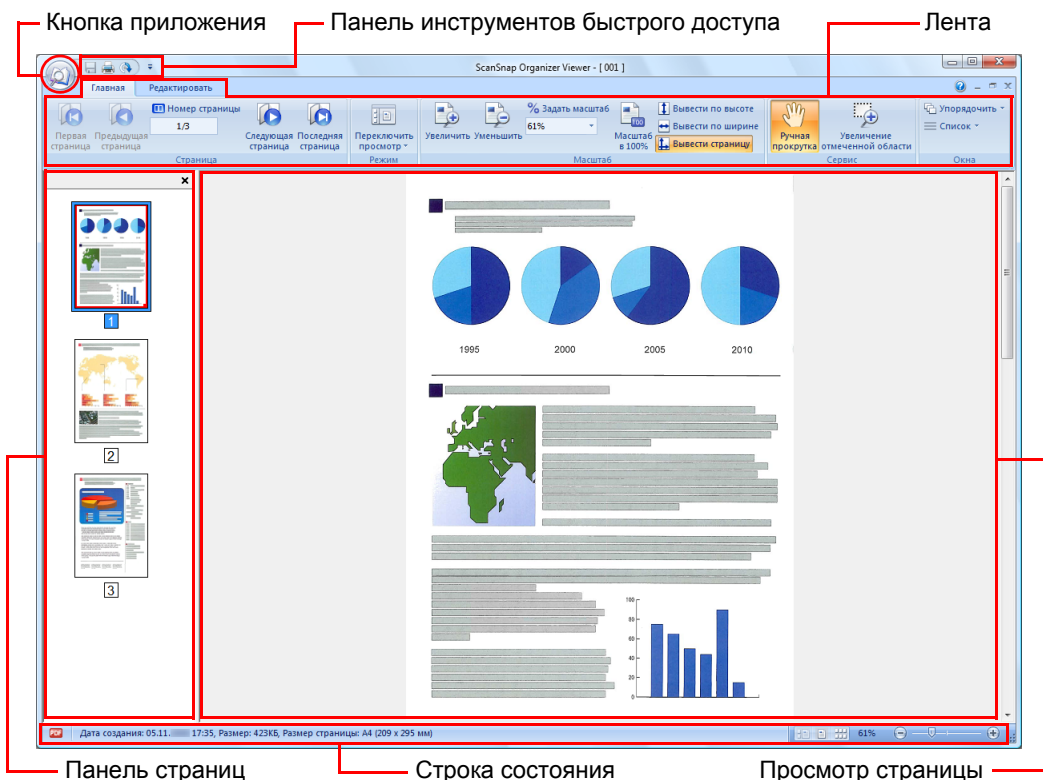 Кнопка приложения
Панель инструментов быстрого доступа
Лента
ScanSnap Organizer Viewer - [ 001 ]
Главная
Редактировать
Первая страница
Предыдущая страница
Номер страницы
1/3
Следующая страница
Последняя страница
Страница
Переключить просмотр
Режим
Увеличить
Уменьшить
% Задать масштаб
61%
100
Масштаб в 100%
Вывести по высоте
Вывести по ширине
Вывести страницу
Масштаб
Ручная прокрутка
Увеличение отмеченной области
Сервис
Упорядочить
Список
Окна
1
2
3
1995 2000 2005 2010
100
80
60
40
20
0
PDF
Дата создания: 05.11. 17:35, Размер: 423КБ, Размер страницы: A4 (209 x 295 мм)
61%
Панель страниц
Строка состояния
Просмотр страницы